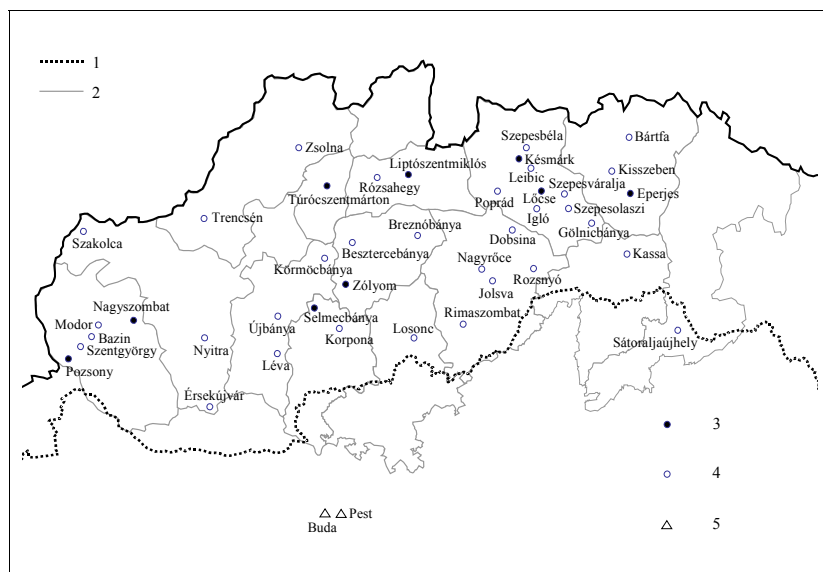 1
2
Zsolna
Szepesbéla
Bártfa
Liptószentmiklós
Késmárk
Rózsahegy
Leibic
Kisszeben
Túrócszentmárton
Szepesváralja
Eperjes
Poprád
Lőcse
Szepesolaszi
Igló
Trencsén
Breznóbánya
Gölnicbánya
Szakolca
Dobsina
Besztercebánya
Kassa
Körmöcbánya
Nagyrőce
Rozsnyó
Zólyom
Jolsva
Nagyszombat
Selmecbánya
Modor
Újbánya
Rimaszombat
Bazin
Korpona
Losonc
Sátoraljaújhely
Szentgyörgy
Nyitra
Pozsony
Léva
Érsekújvár
3
4
Pest
Buda
5